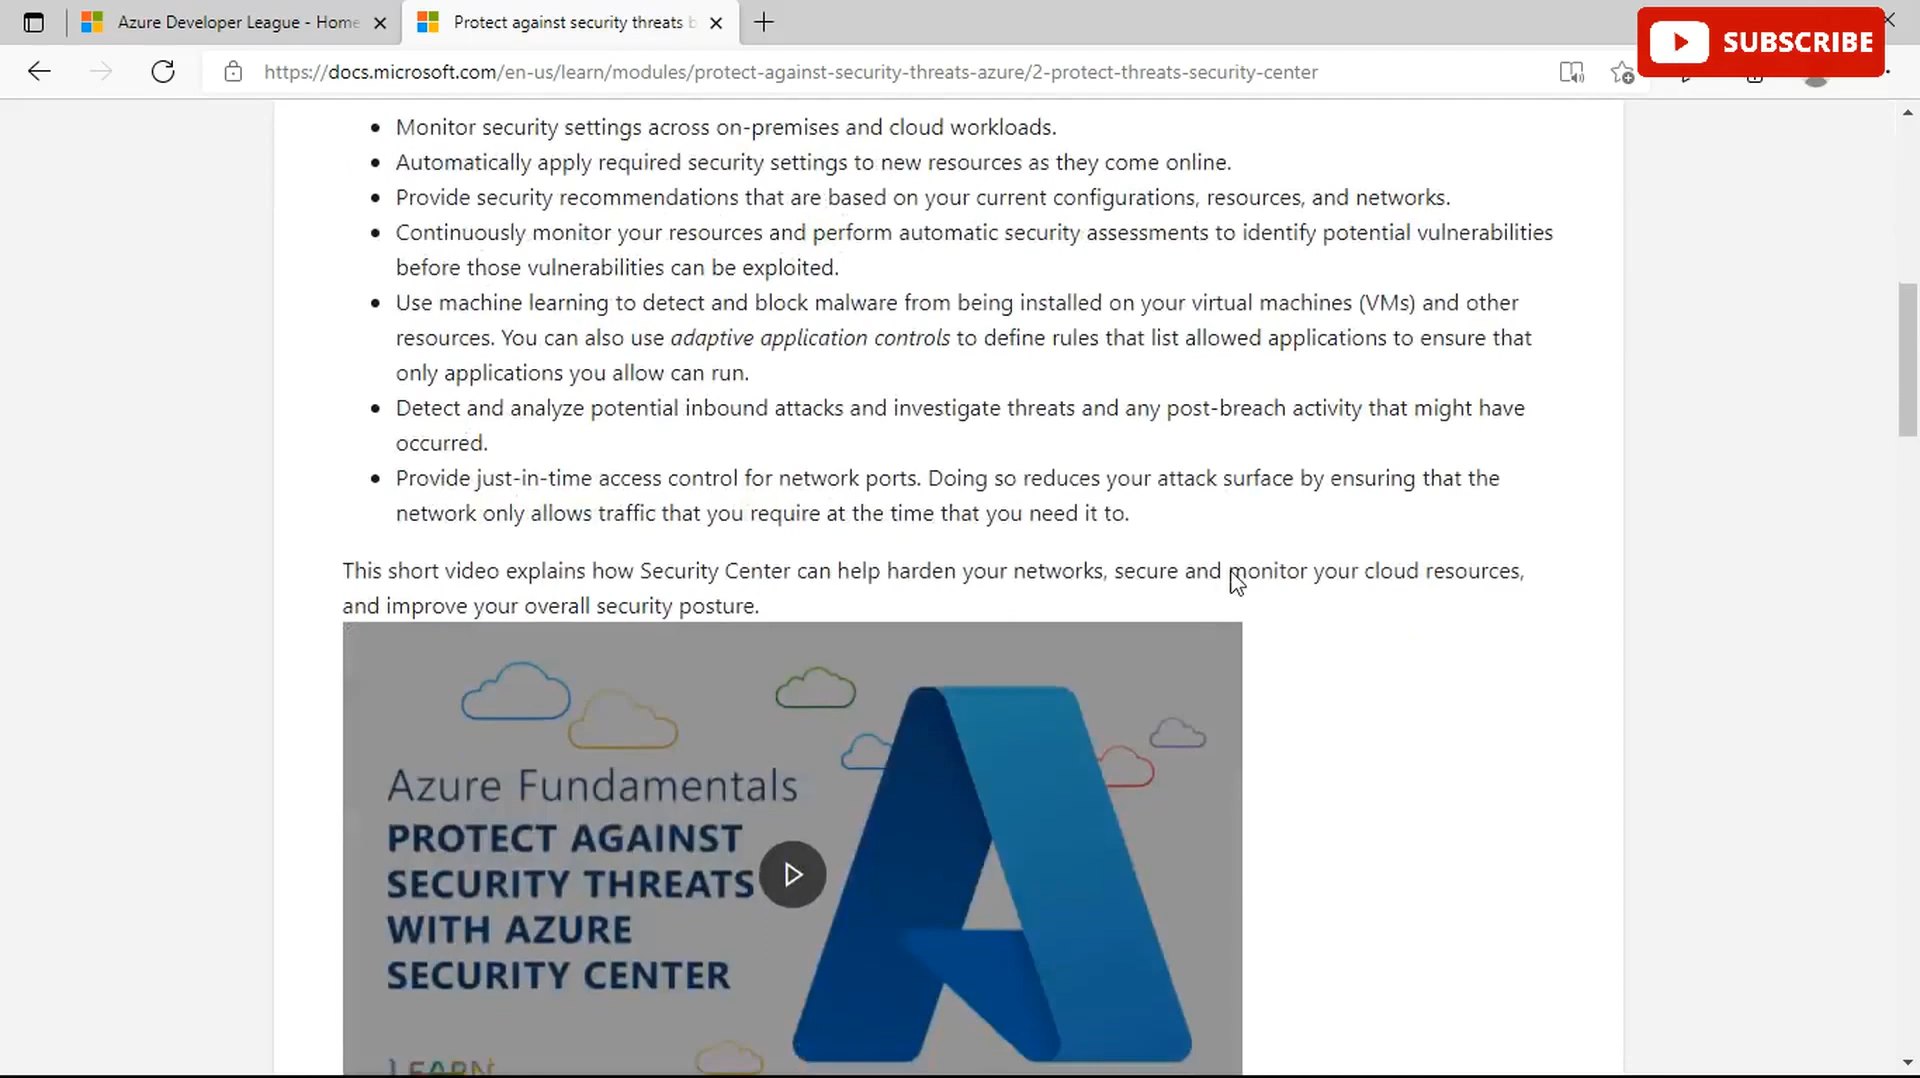 Azure Developer League - Home
Protect against security threats b
SUBSCRIBE
https://docs.microsoft.com/en-us/learn/modules/protect-against-security-threats-azure/2-protect-threats-security-center
• Monitor security settings across on-premises and cloud workloads.
• Automatically apply required security settings to new resources as they come online.
• Provide security recommendations that are based on your current configurations, resources, and networks.
• Continuously monitor your resources and perform automatic security assessments to identify potential vulnerabilities
before those vulnerabilities can be exploited.
• Use machine learning to detect and block malware from being installed on your virtual machines (VMs) and other
resources. You can also use adaptive application controls to define rules that list allowed applications to ensure that
only applications you allow can run.
• Detect and analyze potential inbound attacks and investigate threats and any post-breach activity that might have
occurred.
• Provide just-in-time access control for network ports. Doing so reduces your attack surface by ensuring that the
network only allows traffic that you require at the time that you need it to.
This short video explains how Security Center can help harden your networks, secure and monitor your cloud resources,
and improve your overall security posture.
Azure Fundamentals
PROTECT AGAINST
SECURITY THREATS
WITH AZURE
SECURITY CENTER
LEARN